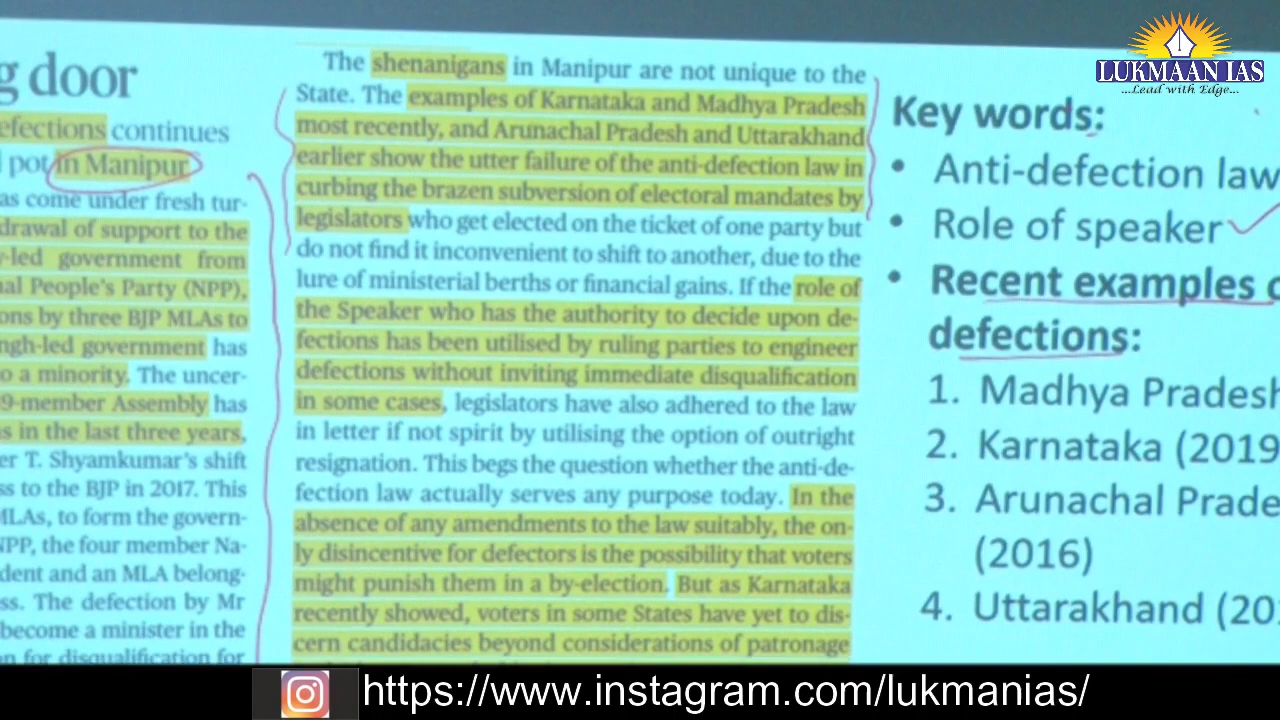 g door
efections continues
pot in Manipur
as come under fresh tur-
drawal of support to the
-led government from
al People's Party (NPP),
ons by three BJP MLAs to
ngh-led government has
o a minority. The uncer-
9-member Assembly has
s in the last three years,
er T. Shyamkumar's shift
ss to the BJP in 2017. This
MLAs, to form the govern-
NPP, the four member Na-
dent and an MLA belong-
ss. The defection by Mr
become a minister in the
on for disqualification for
The shenanigans in Manipur are not unique to the
State. The examples of Karnataka and Madhya Pradesh
most recently, and Arunachal Pradesh and Uttarakhand
earlier show the utter failure of the anti-defection law in
curbing the brazen subversion of electoral mandates by
legislators who get elected on the ticket of one party but
do not find it inconvenient to shift to another, due to the
lure of ministerial berths or financial gains. If the role of
the Speaker who has the authority to decide upon de-
fections has been utilised by ruling parties to engineer
defections without inviting immediate disqualification
in some cases, legislators have also adhered to the law
in letter if not spirit by utilising the option of outright
resignation. This begs the question whether the anti-de-
fection law actually serves any purpose today. In the
absence of any amendments to the law suitably, the on-
ly disincentive for defectors is the possibility that voters
might punish them in a by-election. But as Karnataka
recently showed, voters in some States have yet to dis-
cern candidacies beyond considerations of patronage
LUKMAAN IAS
...Lead with Edge...
Key words:
• Anti-defection law
• Role of speaker
• Recent examples
defections:
1. Madhya Pradesh
2. Karnataka (2019
3. Arunachal Prade
(2016)
4. Uttarakhand (20
https://www.instagram.com/lukmanias/